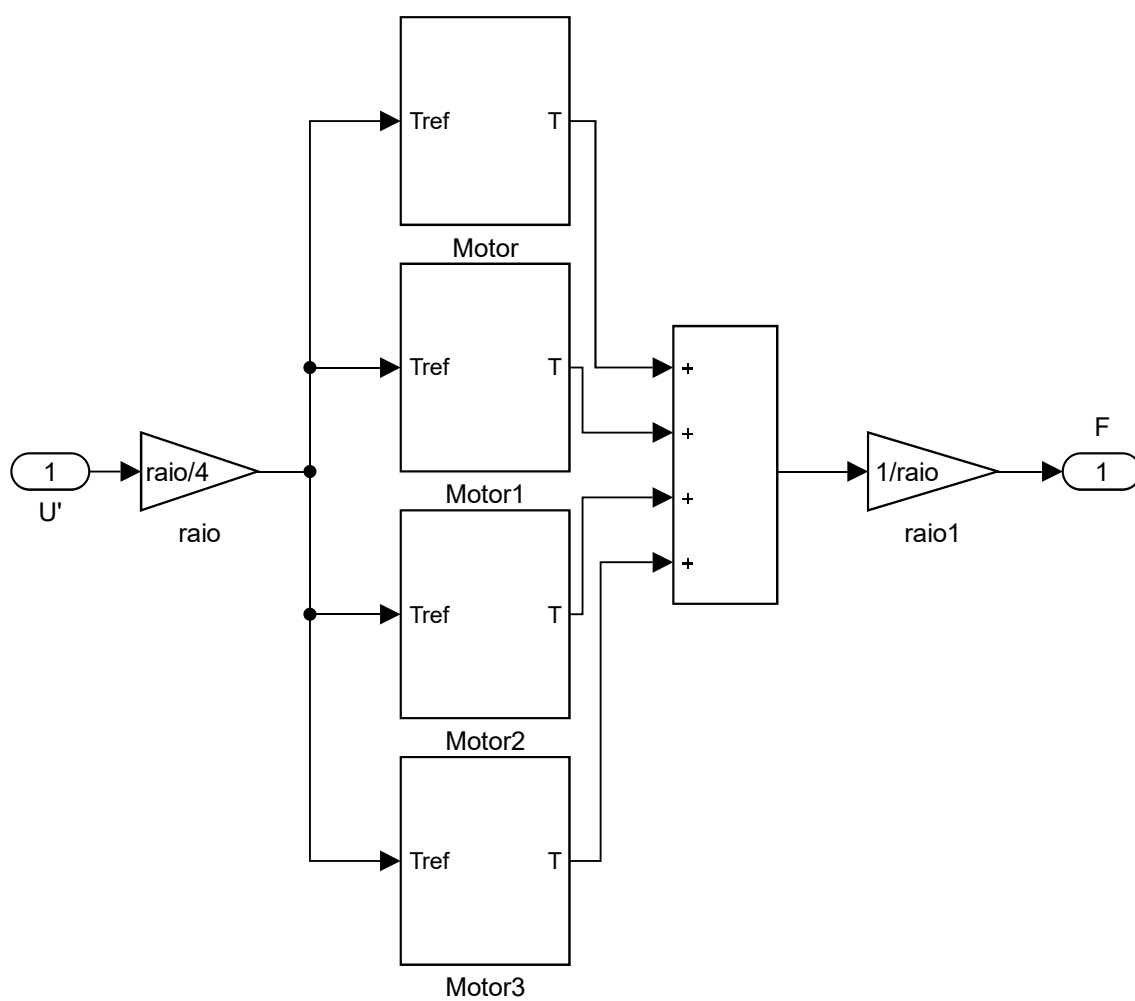 Tref T
Motor
Tref T
Motor1
1
U'
raio/4
raio
+
+
+
+
1/raio
raio1
F
1
Tref T
Motor2
Tref T
Motor3